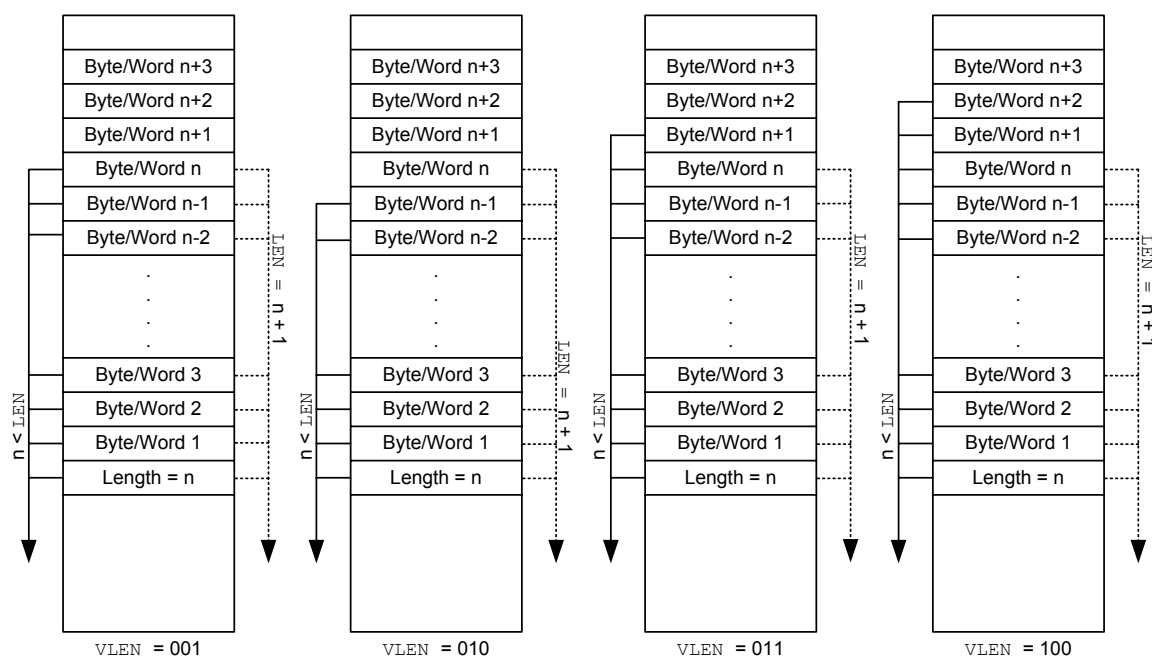 Byte/Word n+3
Byte/Word n+2
Byte/Word n+1
Byte/Word n
Byte/Word n-1
Byte/Word n-2
.
.
.
.
Byte/Word 3
Byte/Word 2
Byte/Word 1
Length = n
n < LEN
LEN = n + 1
VLEN = 001
Byte/Word n+3
Byte/Word n+2
Byte/Word n+1
Byte/Word n
Byte/Word n-1
Byte/Word n-2
.
.
.
.
Byte/Word 3
Byte/Word 2
Byte/Word 1
Length = n
n < LEN
LEN = n + 1
VLEN = 010
Byte/Word n+3
Byte/Word n+2
Byte/Word n+1
Byte/Word n
Byte/Word n-1
Byte/Word n-2
.
.
.
.
Byte/Word 3
Byte/Word 2
Byte/Word 1
Length = n
n < LEN
LEN = n + 1
VLEN = 011
Byte/Word n+3
Byte/Word n+2
Byte/Word n+1
Byte/Word n
Byte/Word n-1
Byte/Word n-2
.
.
.
.
Byte/Word 3
Byte/Word 2
Byte/Word 1
Length = n
n < LEN
LEN = n + 1
VLEN = 100